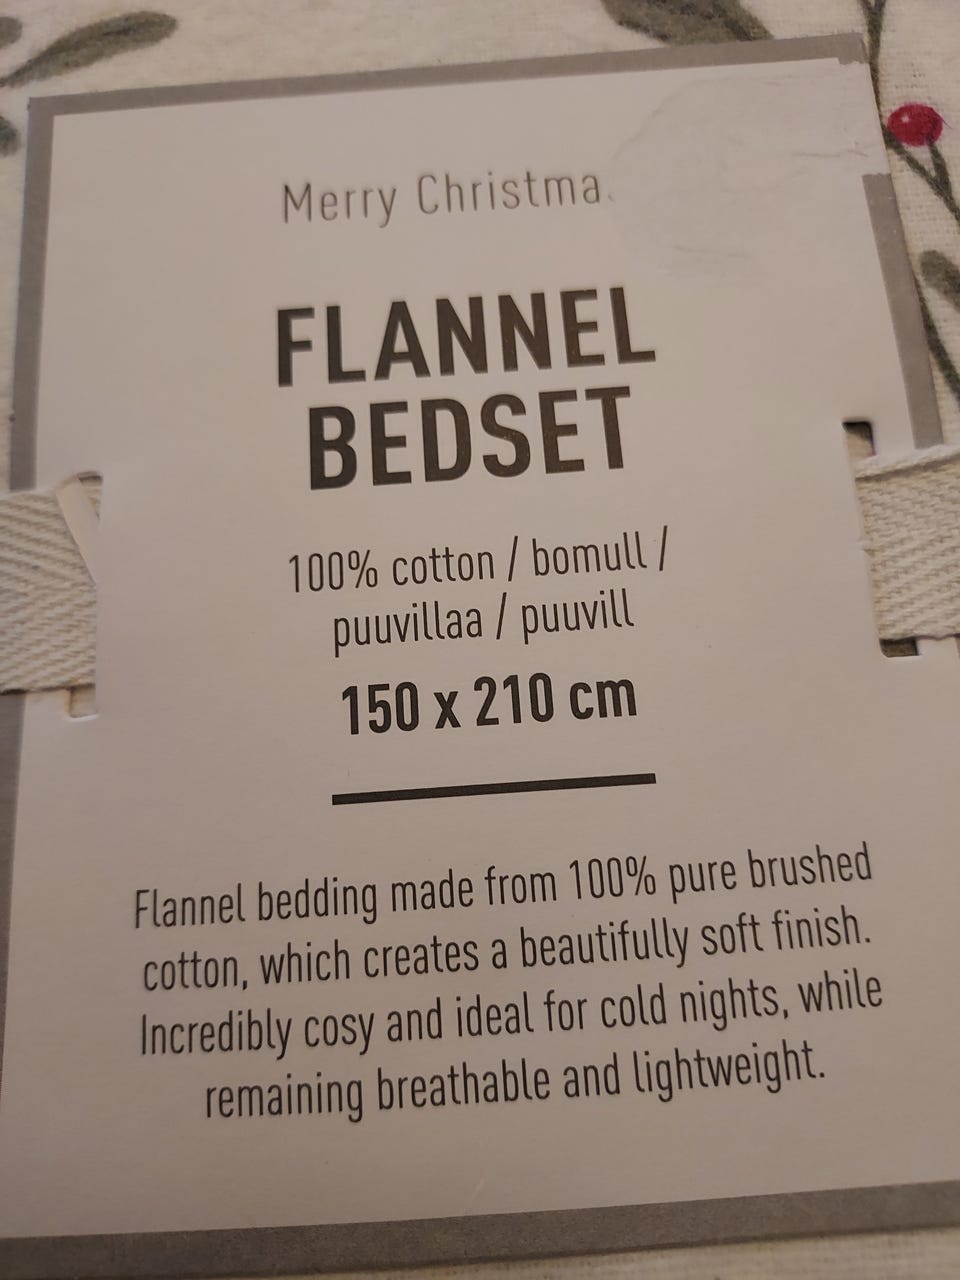 Merry Christma
FLANNEL
BEDSET
100% cotton / bomull /
puuvillaa / puuvill
150 x 210 cm
Flannel bedding made from 100% pure brushed
cotton, which creates a beautifully soft finish.
Incredibly cosy and ideal for cold nights, while
remaining breathable and lightweight.